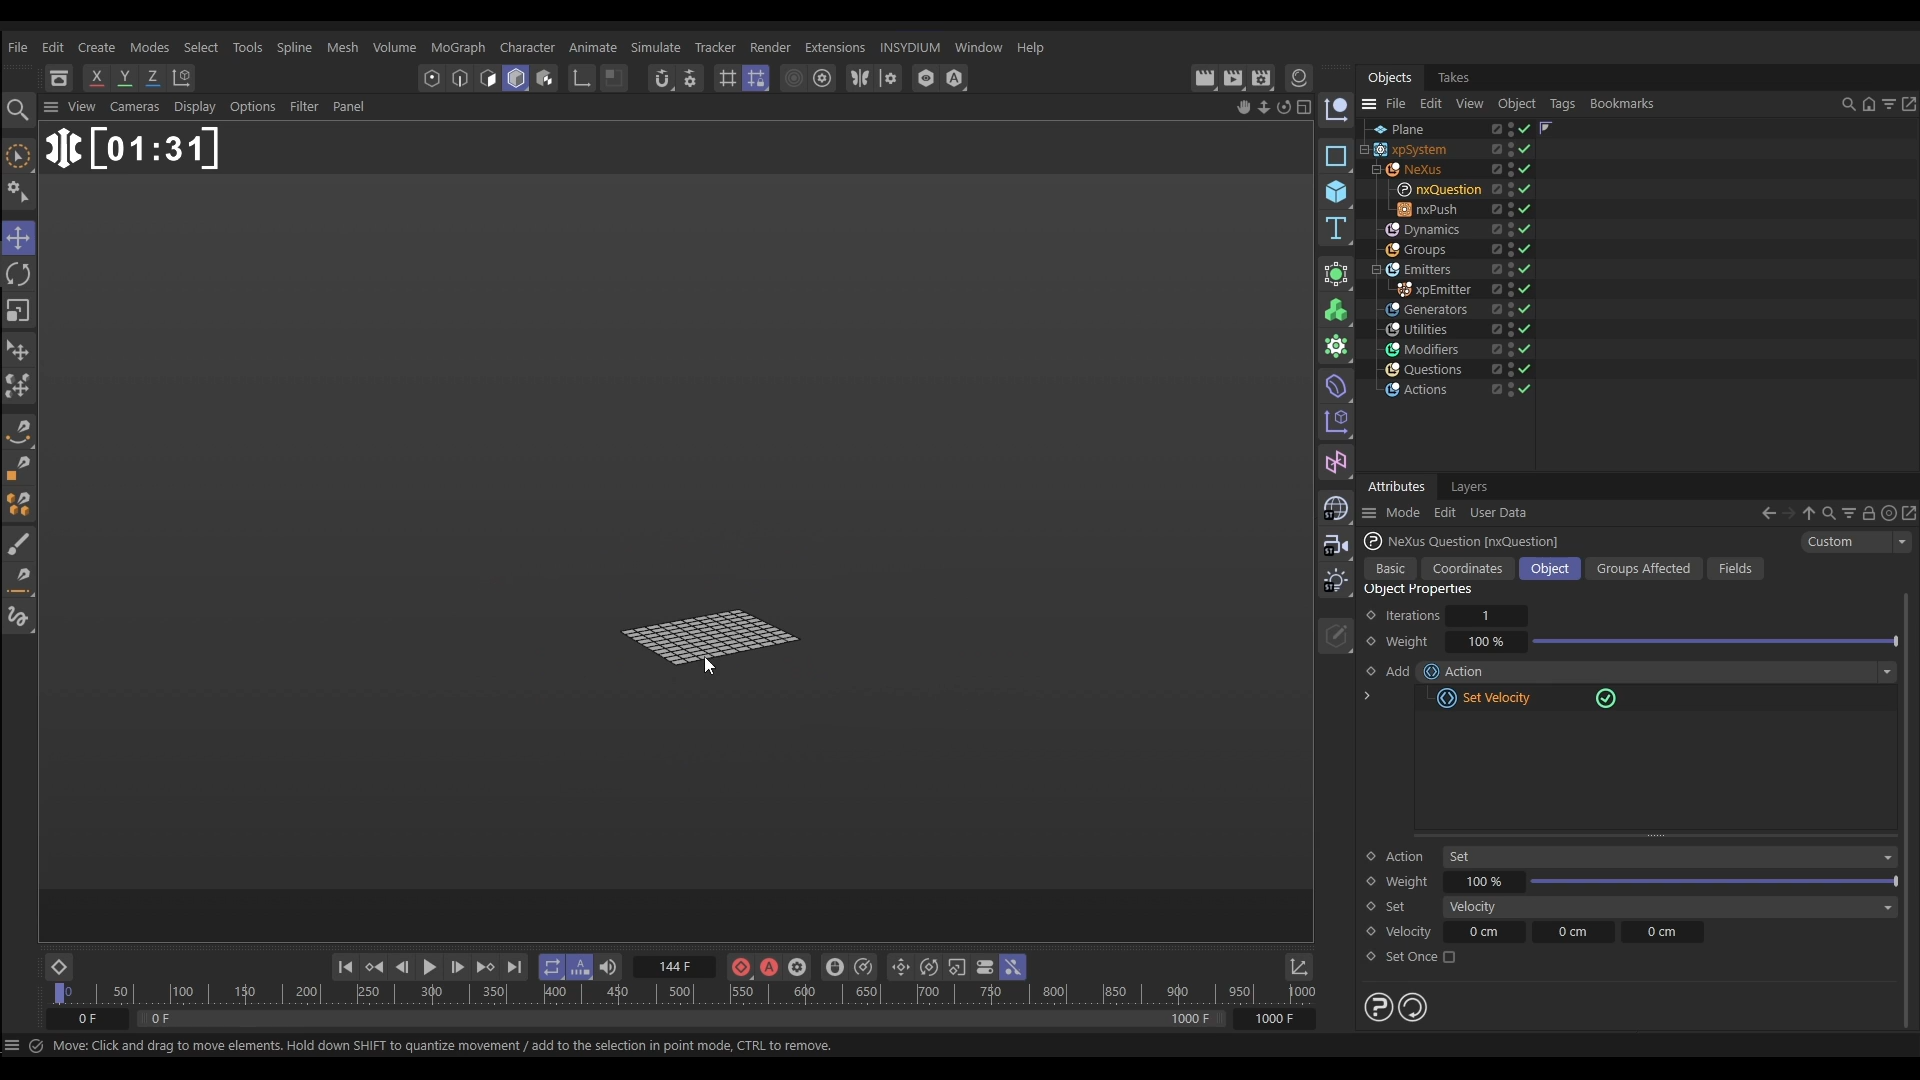 File Edit Create Modes Select Tools Spline Mesh Volume MoGraph Character Animate Simulate Tracker Render Extensions INSYDIUM Window Help
X Y Z
View Cameras Display Options Filter Panel
[01:31]
Objects Takes
File Edit View Object Tags Bookmarks
Plane
xpSystem
NeXus
nxQuestion
nxPush
Dynamics
Groups
Emitters
xpEmitter
Generators
Utilities
Modifiers
Questions
Actions
Attributes Layers
Mode Edit User Data
NeXus Question [nxQuestion] Custom
Basic Coordinates Object Groups Affected Fields
Object Properties
Iterations 1
Weight 100 %
Add Action
Set Velocity
Action Set
Weight 100 %
Set Velocity
Velocity 0 cm 0 cm 0 cm
Set Once
144 F
0 50 100 150 200 250 300 350 400 450 500 550 600 650 700 750 800 850 900 950 1000
0 F 0 F 1000 F 1000 F
Move: Click and drag to move elements. Hold down SHIFT to quantize movement / add to the selection in point mode, CTRL to remove.